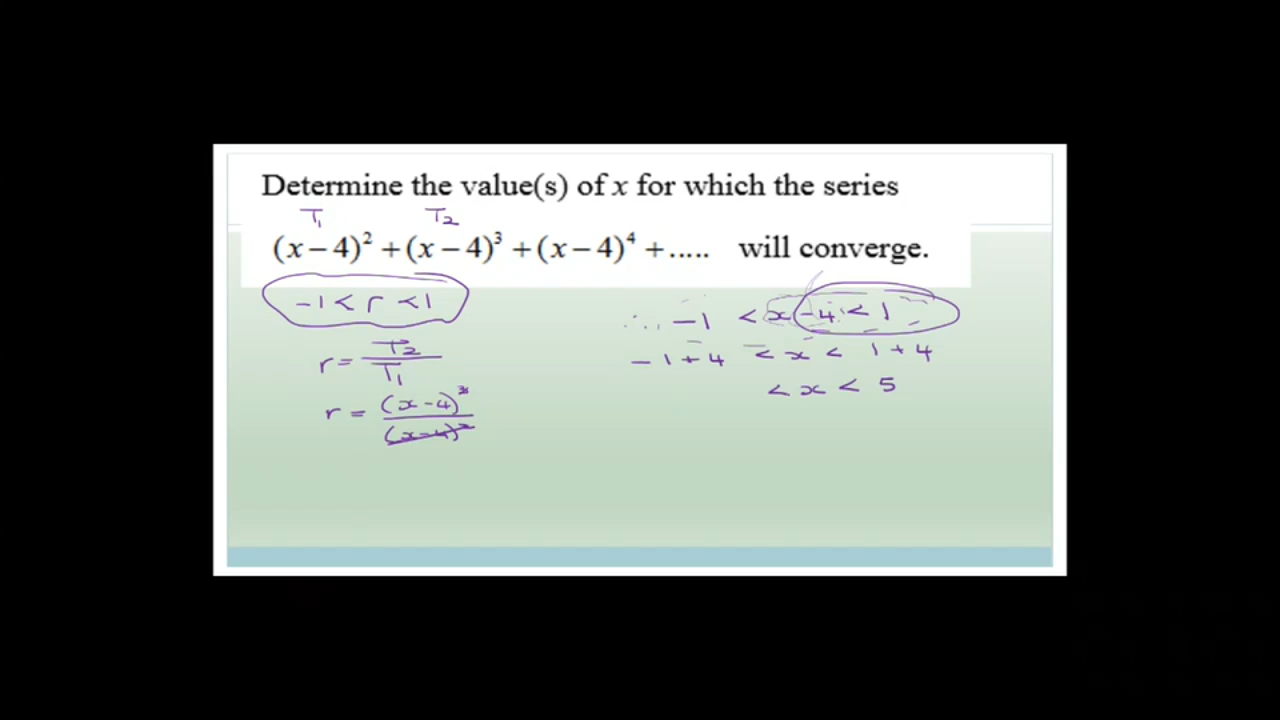 Determine the value(s) of x for which the series
T₁ T₂
(x − 4)² + (x − 4)³ + (x − 4)⁴ + ..... will converge.
-1 < r < 1
r = T₂ / T₁
r = (x-4)³ / (x-4)²
∴ -1 < x - 4 < 1
-1 + 4 < x < 1 + 4
< x < 5